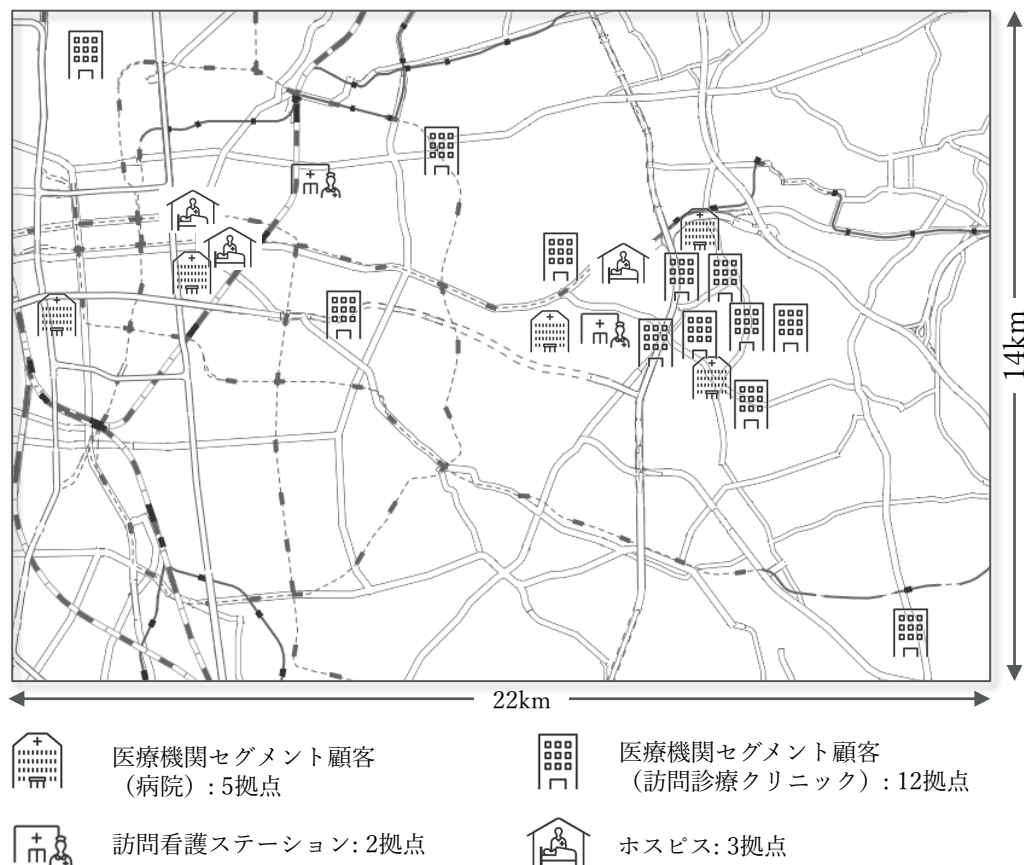 14km
22km
医療機関セグメント顧客
（病院）: 5拠点
医療機関セグメント顧客
（訪問診療クリニック）: 12拠点
訪問看護ステーション: 2拠点
ホスピス: 3拠点